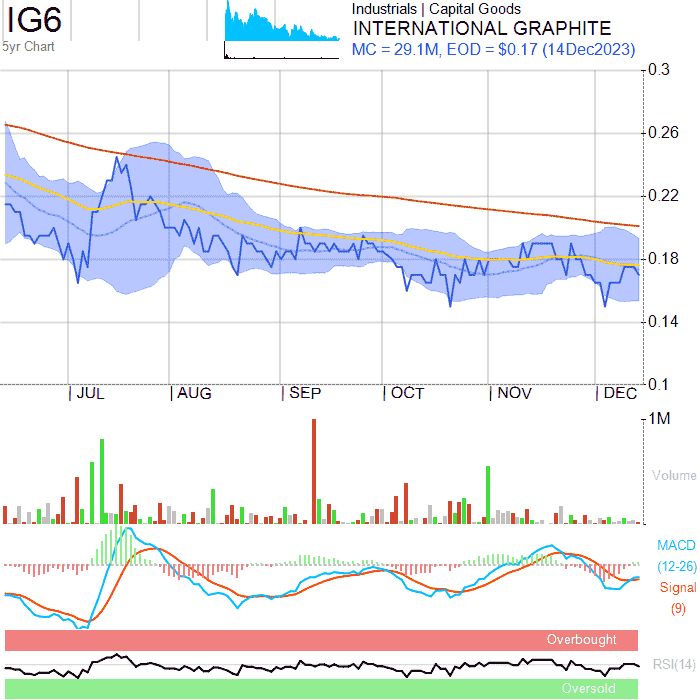 IG6
5yr Chart
Industrials | Capital Goods
INTERNATIONAL GRAPHITE
MC = 29.1M, EOD = $0.17 (14Dec2023)
0.3
0.26
0.22
0.18
0.14
0.1
JUL AUG SEP OCT NOV DEC
1M
Volume
MACD
(12-26)
Signal
(9)
Overbought
RSI(14)
Oversold